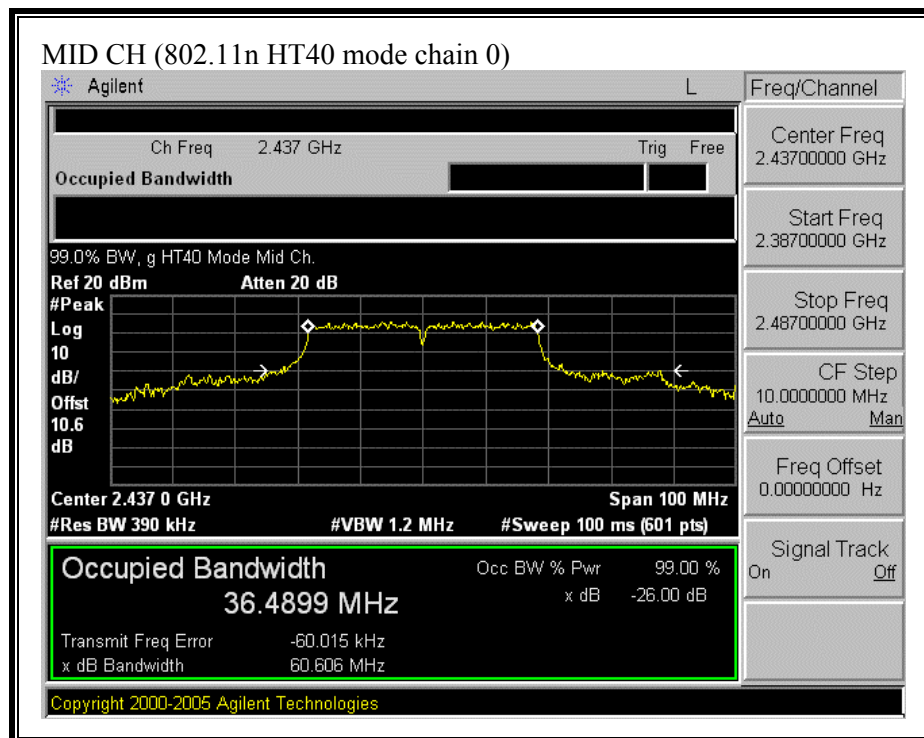 MID CH (802.11n HT40 mode chain 0)
Agilent L
Ch Freq 2.437 GHz Trig Free
Occupied Bandwidth
99.0% BW, g HT40 Mode Mid Ch.
Ref 20 dBm Atten 20 dB
#Peak
Log
10
dB/
Offst
10.6
dB
Center 2.437 0 GHz Span 100 MHz
#Res BW 390 kHz #VBW 1.2 MHz #Sweep 100 ms (601 pts)
Occupied Bandwidth Occ BW % Pwr 99.00 %
36.4899 MHz x dB -26.00 dB
Transmit Freq Error -60.015 kHz
x dB Bandwidth 60.606 MHz
Copyright 2000-2005 Agilent Technologies
Freq/Channel
Center Freq
2.43700000 GHz
Start Freq
2.38700000 GHz
Stop Freq
2.48700000 GHz
CF Step
10.0000000 MHz
Auto Man
Freq Offset
0.00000000 Hz
Signal Track
On Off